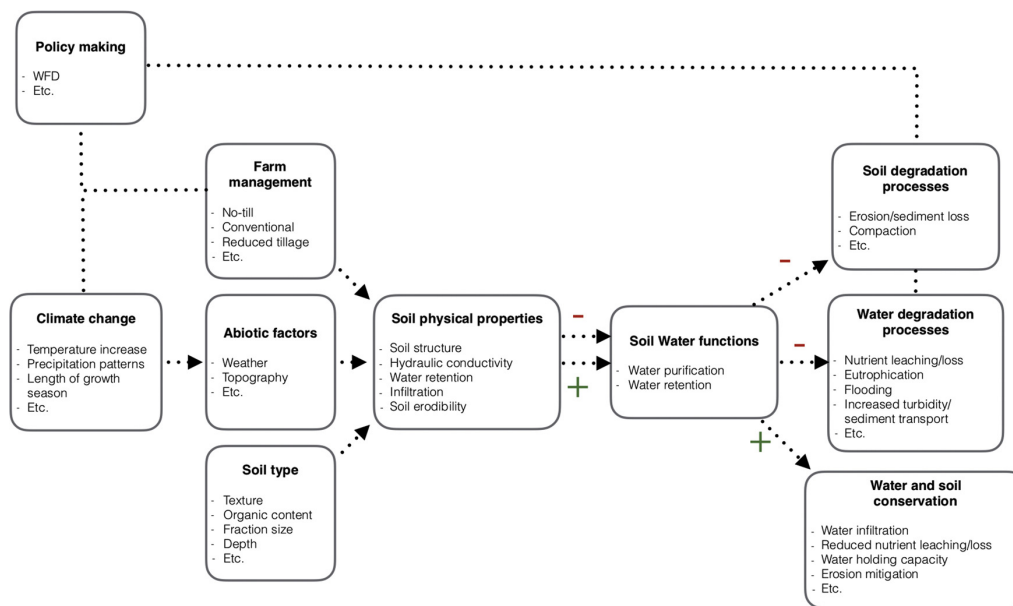 Policy making
- WFD
- Etc.
Farm
management
- No-till
- Conventional
- Reduced tillage
- Etc.
Climate change
- Temperature increase
- Precipitation patterns
- Length of growth
season
- Etc.
Abiotic factors
- Weather
- Topography
- Etc.
Soil type
- Texture
- Organic content
- Fraction size
- Depth
- Etc.
Soil physical properties
- Soil structure
- Hydraulic conductivity
- Water retention
- Infiltration
- Soil erodibility
−
+
Soil Water functions
- Water purification
- Water retention
−
−
+
Soil degradation
processes
- Erosion/sediment loss
- Compaction
- Etc.
Water degradation
processes
- Nutrient leaching/loss
- Eutrophication
- Flooding
- Increased turbidity/
sediment transport
- Etc.
Water and soil
conservation
- Water infiltration
- Reduced nutrient leaching/loss
- Water holding capacity
- Erosion mitigation
- Etc.